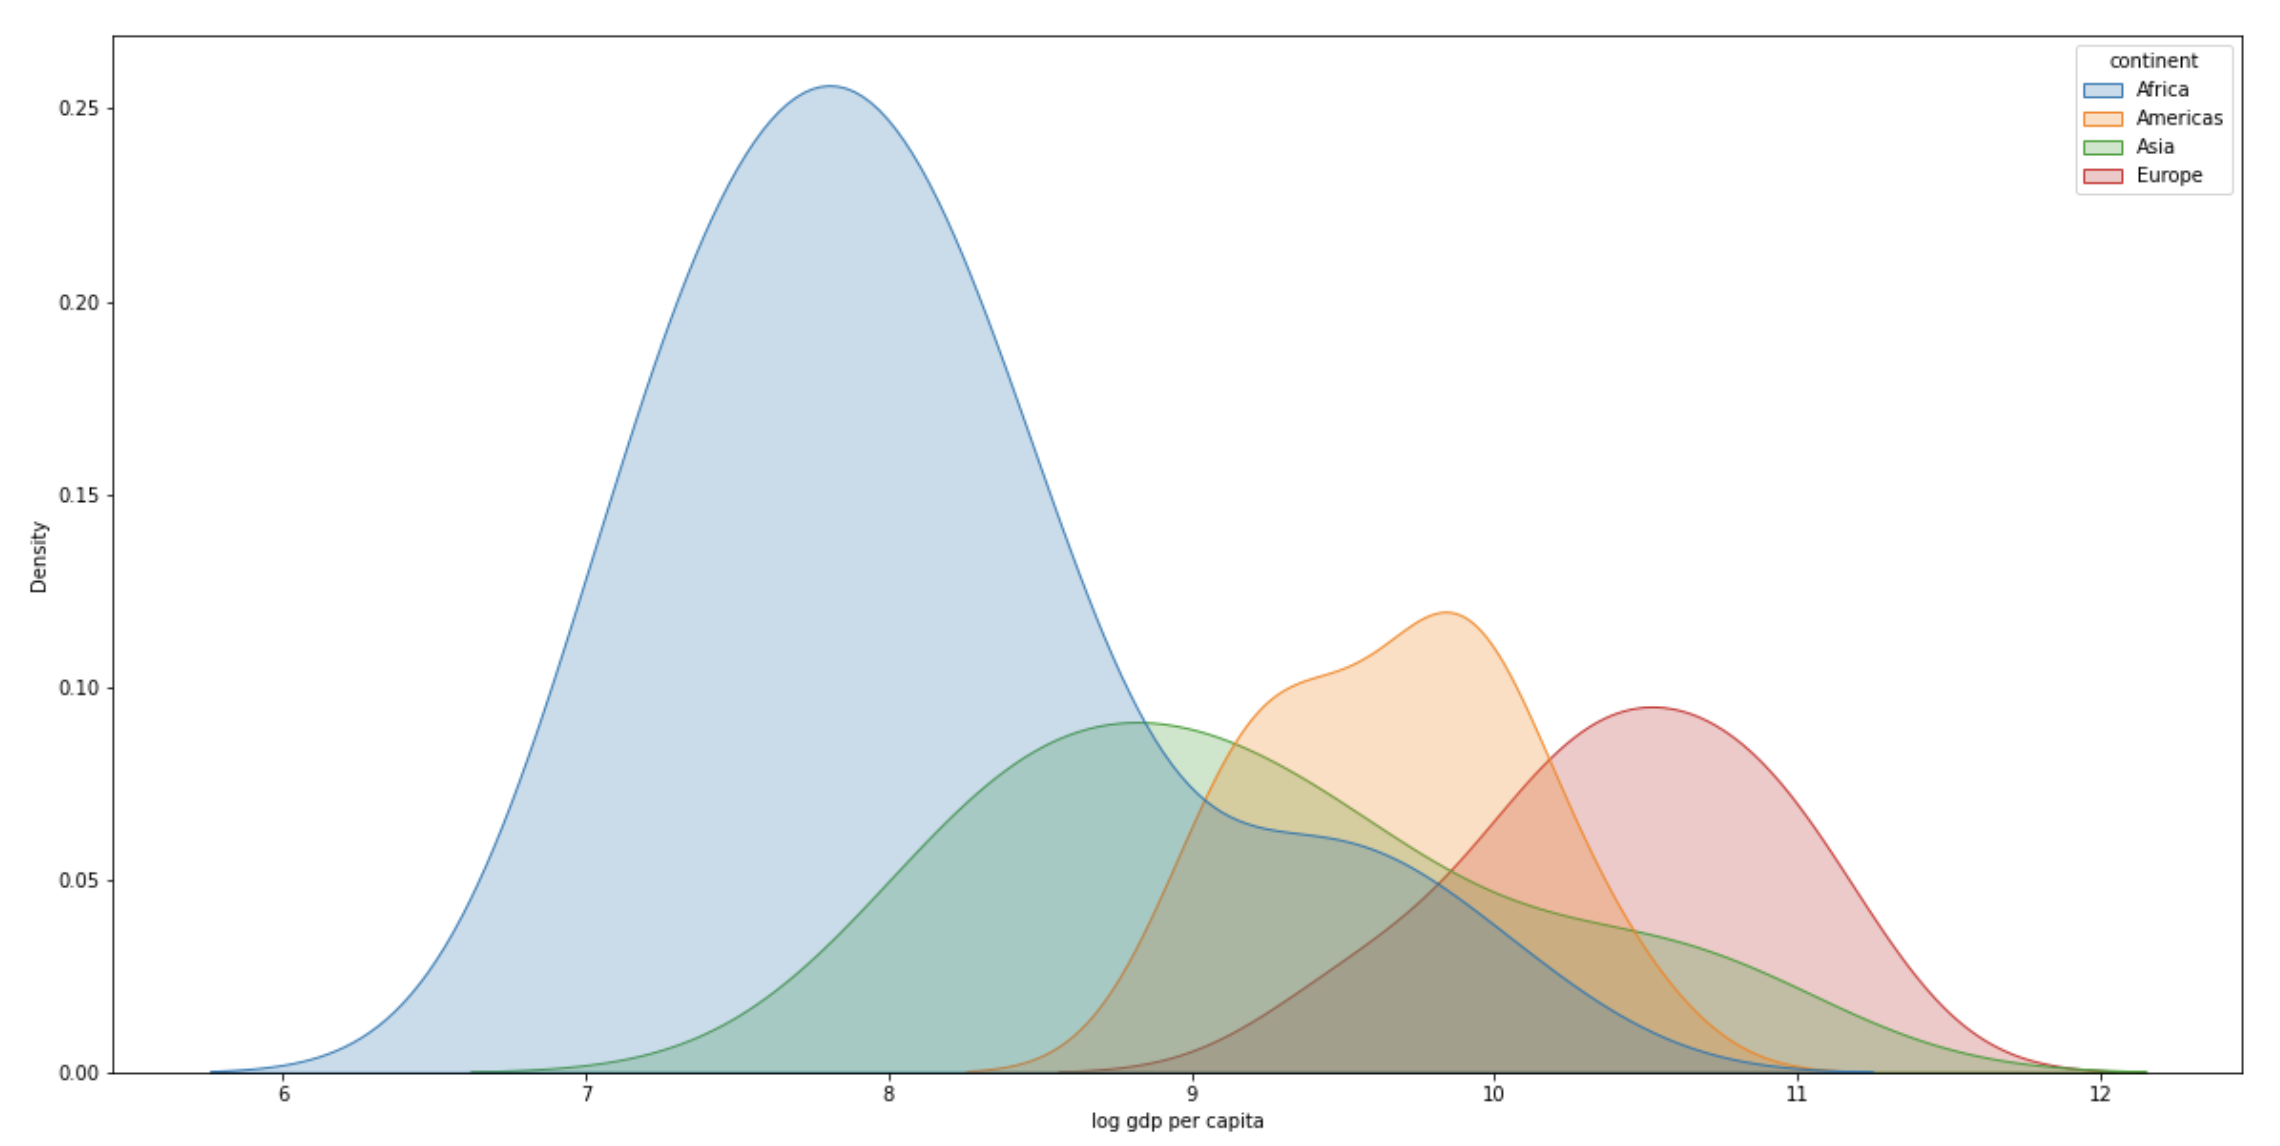 continent
Africa
Americas
Asia
Europe
0.25
0.20
0.15
0.10
0.05
0.00
Density
6 7 8 9 10 11 12
log gdp per capita